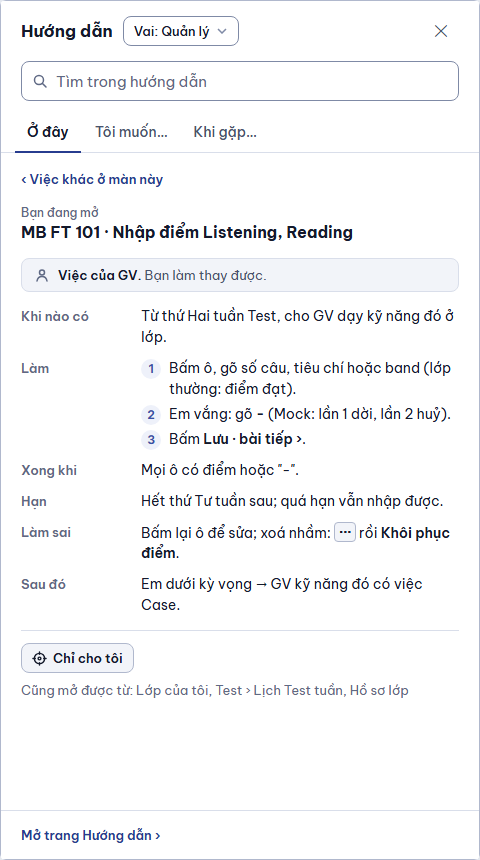 Hướng dẫn
Vai: Quản lý
Tìm trong hướng dẫn
Ở đây
Tôi muốn...
Khi gặp...
‹ Việc khác ở màn này
Bạn đang mở
MB FT 101 · Nhập điểm Listening, Reading
Việc của GV. Bạn làm thay được.
Khi nào có
Từ thứ Hai tuần Test, cho GV dạy kỹ năng đó ở
lớp.
Làm
1 Bấm ô, gõ số câu, tiêu chí hoặc band (lớp
thường: điểm đạt).
2 Em vắng: gõ - (Mock: lần 1 dời, lần 2 huỷ).
3 Bấm Lưu · bài tiếp ›.
Xong khi
Mọi ô có điểm hoặc "-".
Hạn
Hết thứ Tư tuần sau; quá hạn vẫn nhập được.
Làm sai
Bấm lại ô để sửa; xoá nhầm: ··· rồi Khôi phục
điểm.
Sau đó
Em dưới kỳ vọng → GV kỹ năng đó có việc
Case.
Chỉ cho tôi
Cũng mở được từ: Lớp của tôi, Test › Lịch Test tuần, Hồ sơ lớp
Mở trang Hướng dẫn ›